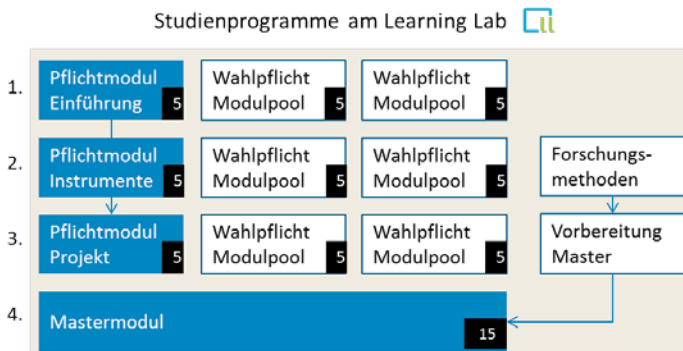 Studienprogramme am Learning Lab
1.
Pflichtmodul
Einführung 5
Wahlpflicht
Modulpool 5
Wahlpflicht
Modulpool 5
2.
Pflichtmodul
Instrumente 5
Wahlpflicht
Modulpool 5
Wahlpflicht
Modulpool 5
Forschungs-
methoden
3.
Pflichtmodul
Projekt 5
Wahlpflicht
Modulpool 5
Wahlpflicht
Modulpool 5
Vorbereitung
Master
4.
Mastermodul 15